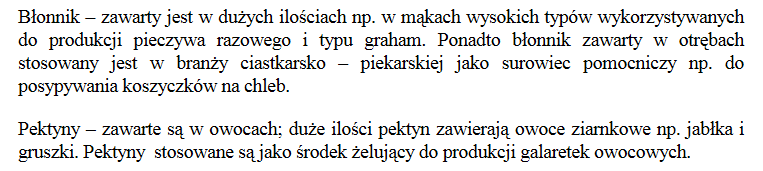 Błonnik – zawarty jest w dużych ilościach np. w mąkach wysokich typów wykorzystywanych
do produkcji pieczywa razowego i typu graham. Ponadto błonnik zawarty w otrębach
stosowany jest w branży ciastkarsko – piekarskiej jako surowiec pomocniczy np. do
posypywania koszyczków na chleb.
Pektyny – zawarte są w owocach; duże ilości pektyn zawierają owoce ziarnkowe np. jabłka i
gruszki. Pektyny  stosowane są jako środek żelujący do produkcji galaretek owocowych.